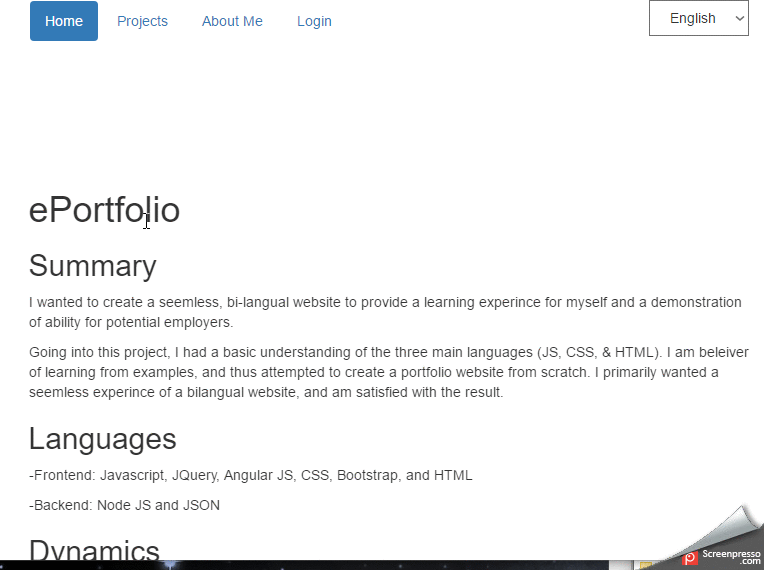 Home Projects About Me Login English
ePortfolio
Summary
I wanted to create a seemless, bi-langual website to provide a learning experince for myself and a demonstration
of ability for potential employers.
Going into this project, I had a basic understanding of the three main languages (JS, CSS, & HTML). I am beleiver
of learning from examples, and thus attempted to create a portfolio website from scratch. I primarily wanted a
seemless experince of a bilangual website, and am satisfied with the result.
Languages
-Frontend: Javascript, JQuery, Angular JS, CSS, Bootstrap, and HTML
-Backend: Node JS and JSON
Dynamics
Screenpresso
.com